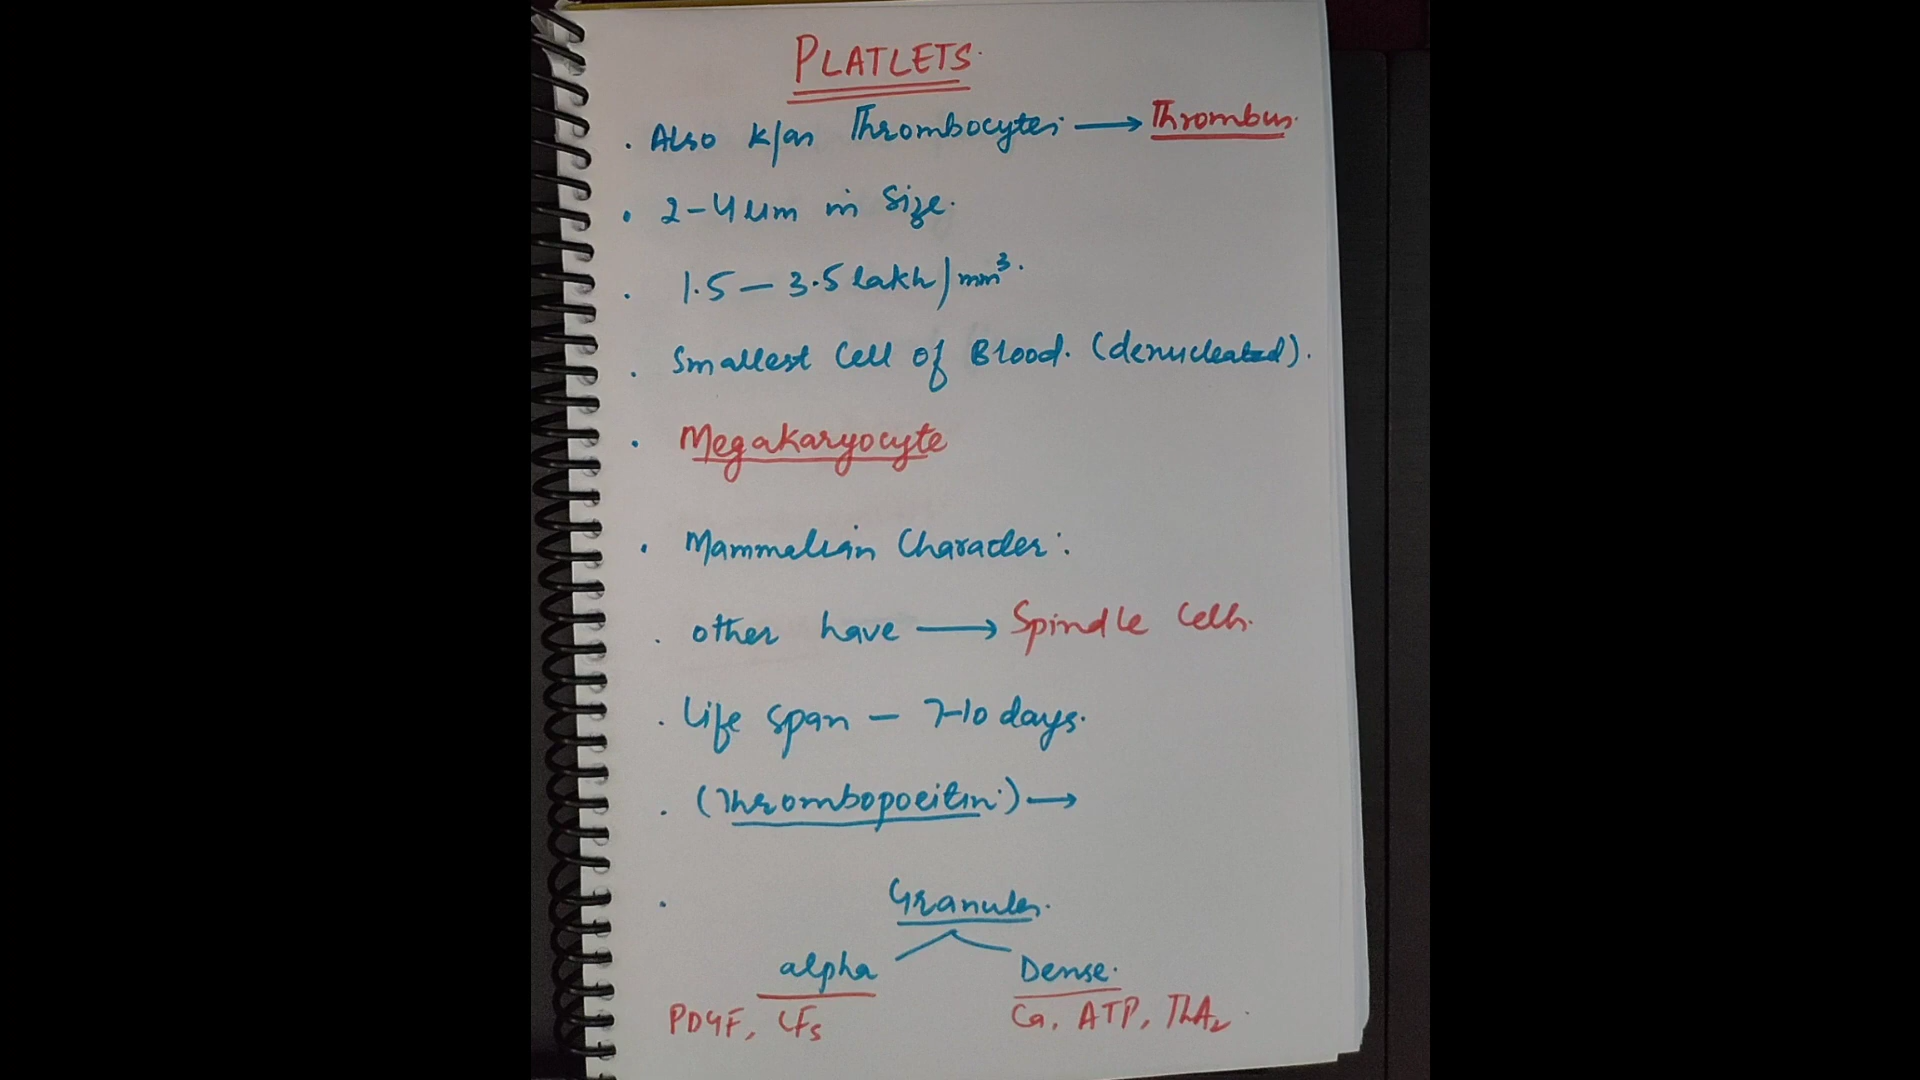 PLATLETS.
. Also k/as Thrombocytes → Thrombus.
. 2-4 um in Size.
. 1.5 - 3.5 lakh/mm³.
. Smallest Cell of Blood. (denucleated).
. Megakaryocyte
. Mammalian Character.
. other have → Spindle Cells.
. Life span - 7-10 days.
. (Thrombopoeitin.) →
. Granules.
alpha Dense.
PDGF, CFs Ca, ATP, ThA₂.